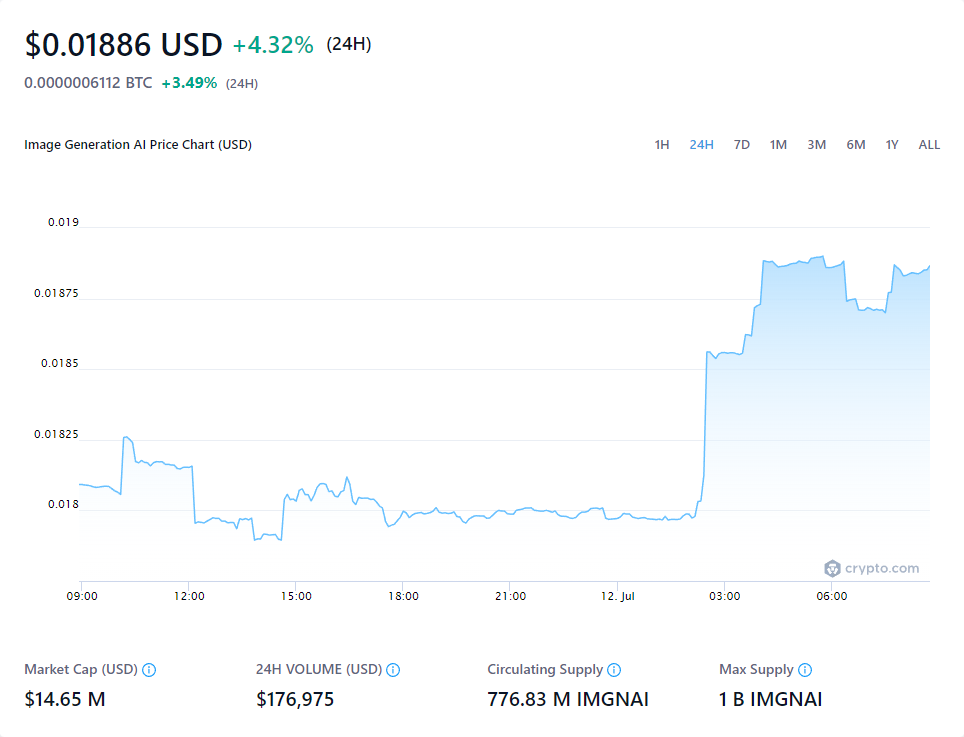 $0.01886 USD +4.32% (24H)
0.0000006112 BTC +3.49% (24H)
Image Generation AI Price Chart (USD) 1H 24H 7D 1M 3M 6M 1Y ALL
0.019
0.01875
0.0185
0.01825
0.018
crypto.com
09:00 12:00 15:00 18:00 21:00 12. Jul 03:00 06:00
Market Cap (USD) 24H VOLUME (USD) Circulating Supply Max Supply
$14.65 M $176,975 776.83 M IMGNAI 1 B IMGNAI